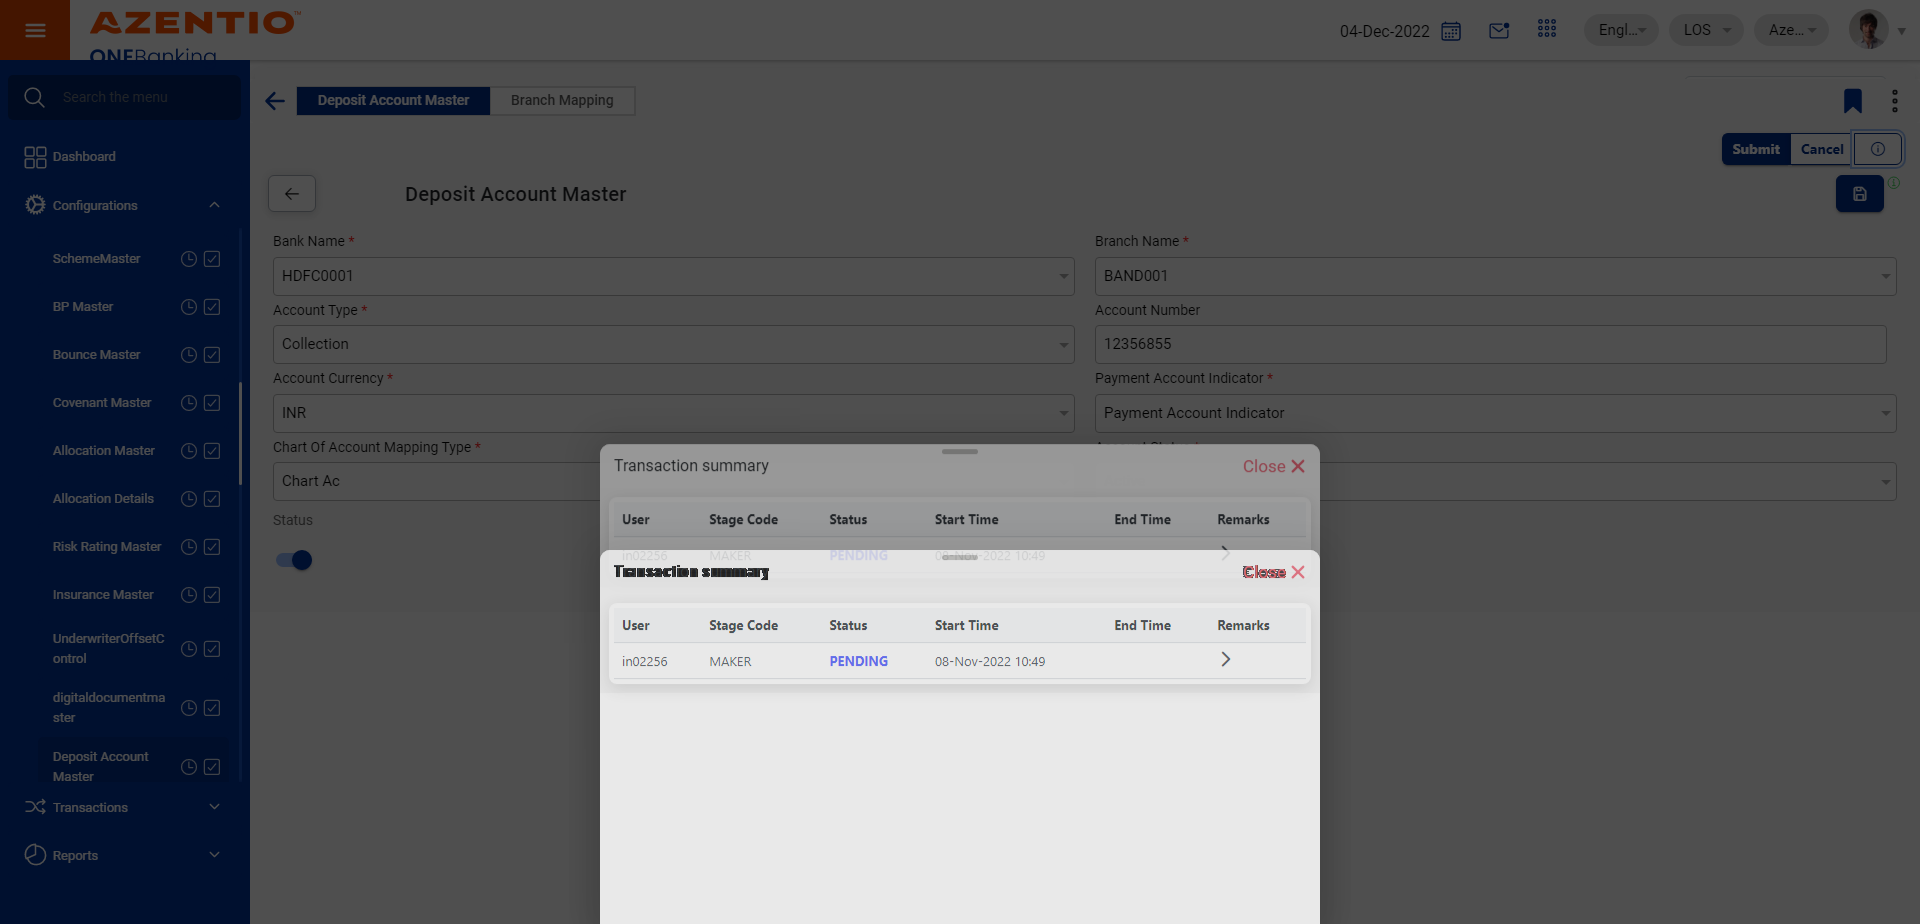 AZENTIO™
ONEBanking
04-Dec-2022
Engl...
LOS
Aze...
Search the menu
Dashboard
Configurations
SchemeMaster
BP Master
Bounce Master
Covenant Master
Allocation Master
Allocation Details
Risk Rating Master
Insurance Master
UnderwriterOffsetC
ontrol
digitaldocumentma
ster
Deposit Account
Master
Transactions
Reports
Deposit Account Master
Branch Mapping
Submit
Cancel
Deposit Account Master
Bank Name *
Branch Name *
HDFC0001
BAND001
Account Type *
Account Number
Collection
12356855
Account Currency *
Payment Account Indicator *
INR
Payment Account Indicator
Chart Of Account Mapping Type *
Chart Ac
Status
Transaction summary
Close
User Stage Code Status Start Time End Time Remarks
in02256 MAKER PENDING 08-Nov-2022 10:49
Transaction summary
Close
User Stage Code Status Start Time End Time Remarks
in02256 MAKER PENDING 08-Nov-2022 10:49